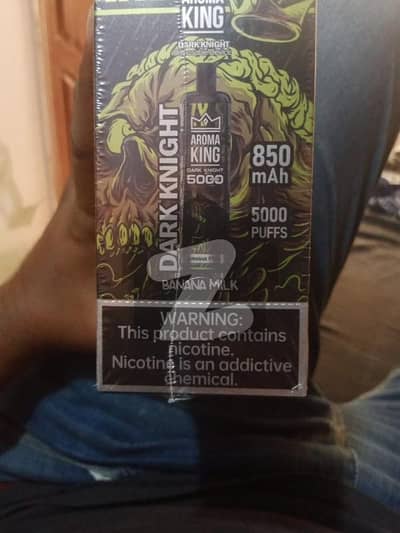 AROMA
KING
DARK KNIGHT
DARK KNIGHT
AROMA
KING
DARK KNIGHT
5000
850
mAh
5000
PUFFS
BANANA MILK
WARNING:
This product contains
nicotine.
Nicotine is an addictive
chemical.